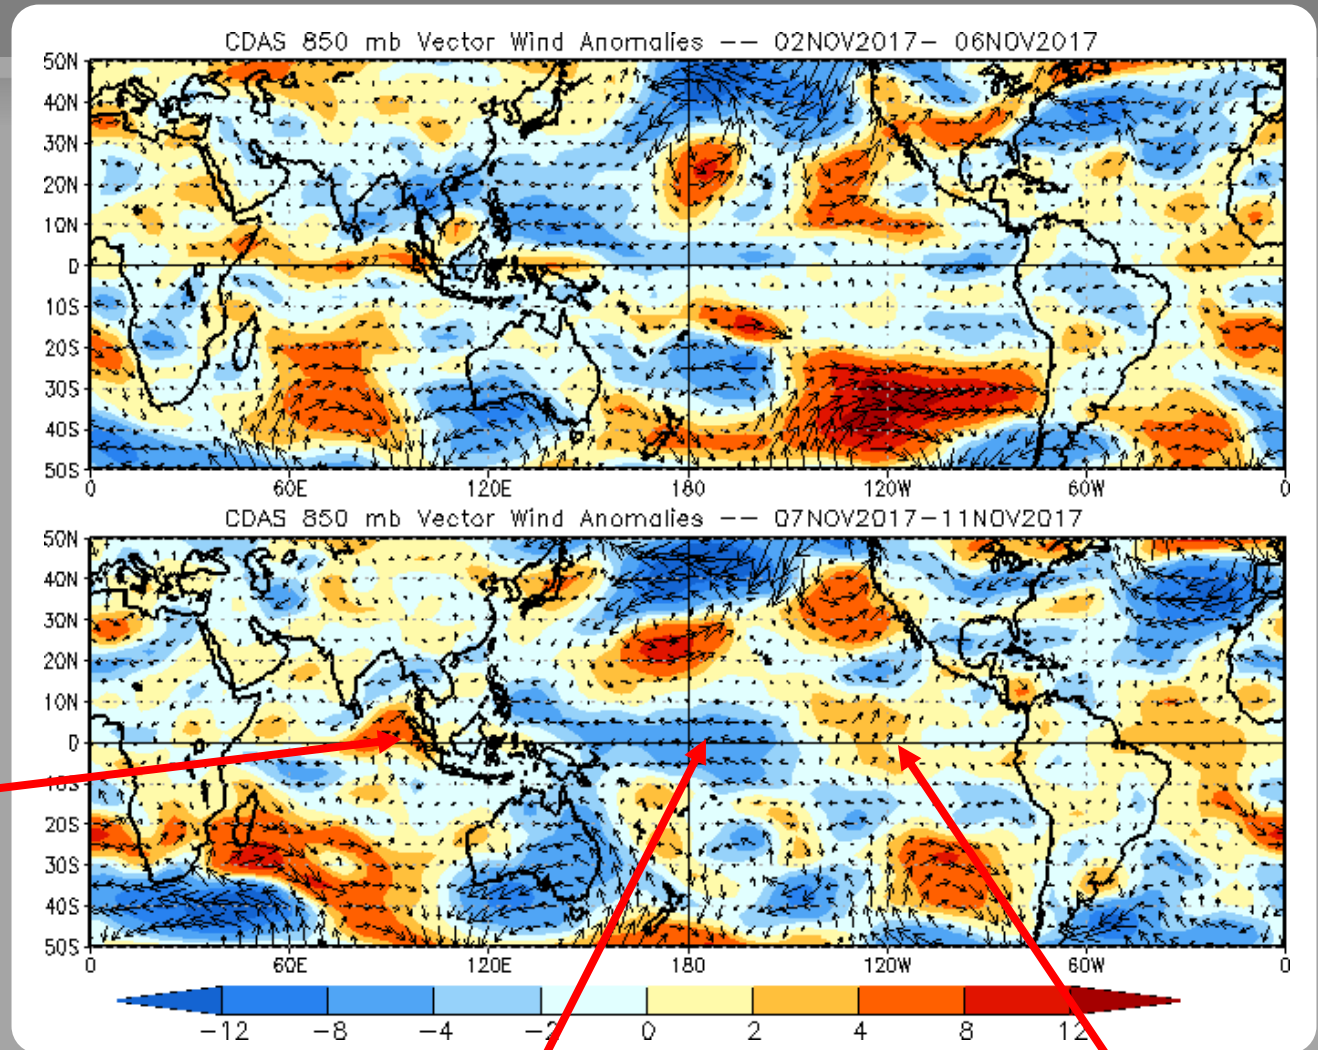 CDAS 850 mb Vector Wind Anomalies -- 02NOV2017- 06NOV2017
50N
40N
30N
20N
10N
0
10S
20S
30S
40S
50S
0 60E 120E 180 120W 60W 0
CDAS 850 mb Vector Wind Anomalies -- 07NOV2017-11NOV2017
50N
40N
30N
20N
10N
0
10S
20S
30S
40S
50S
0 60E 120E 180 120W 60W 0
-12 -8 -4 -2 0 2 4 8 12